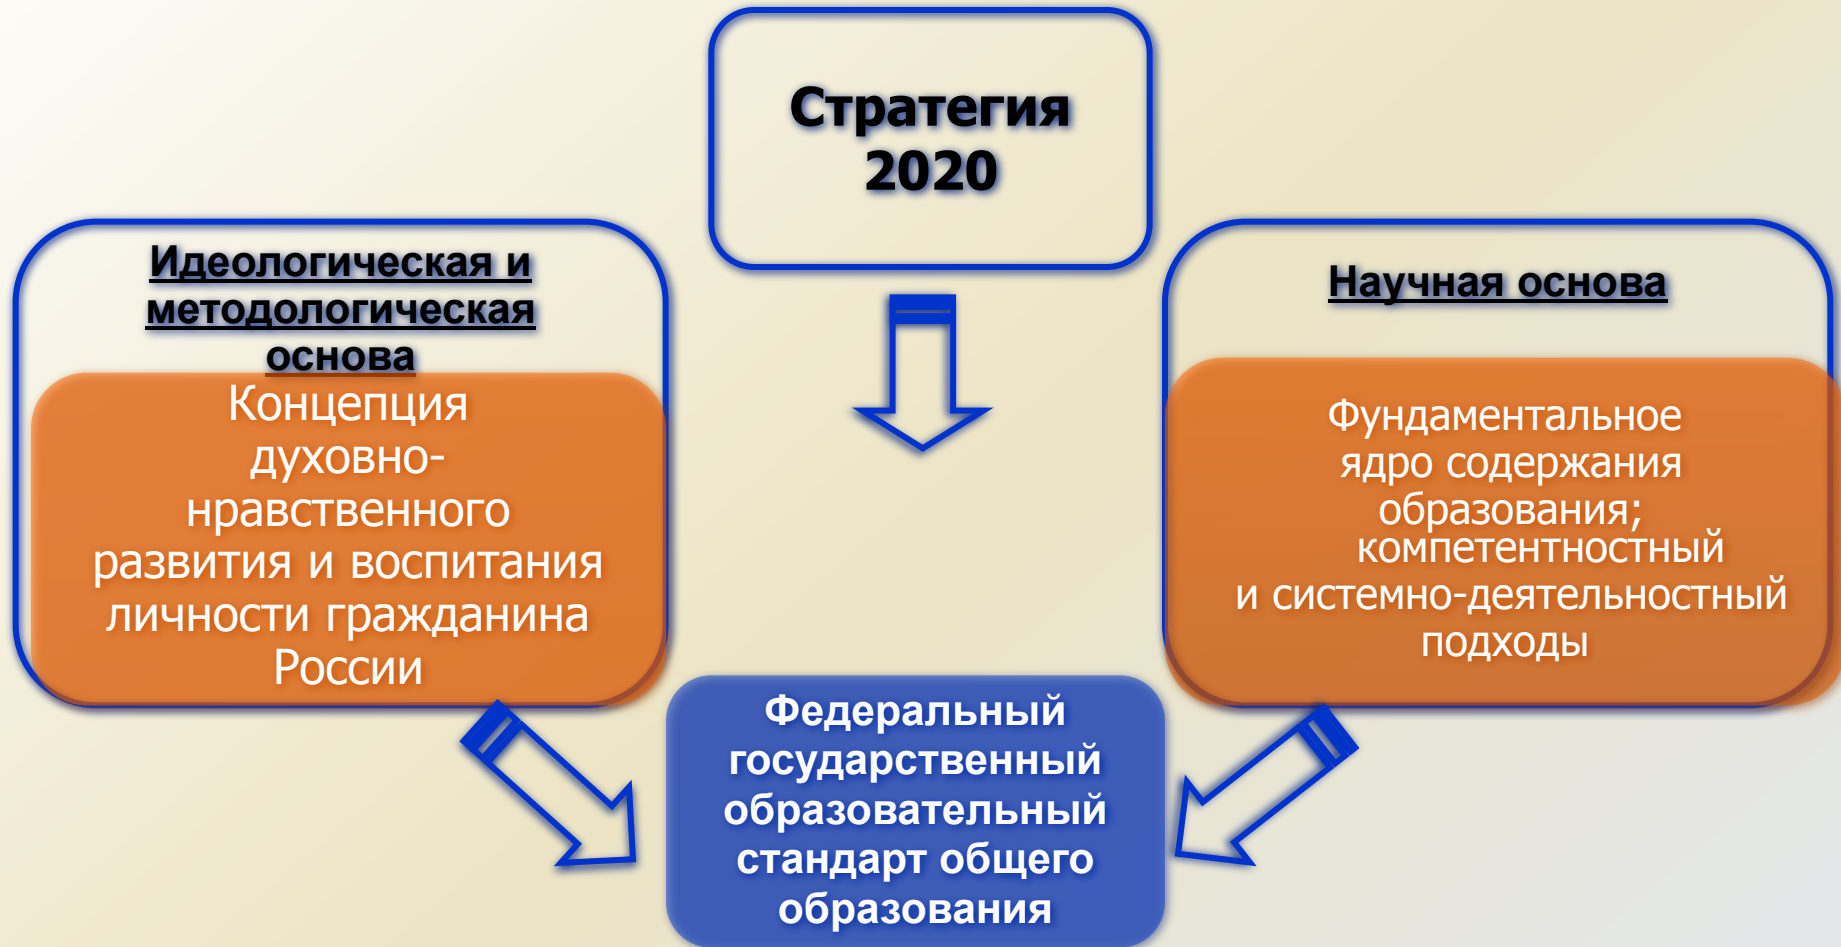 Стратегия
2020
Идеологическая и
методологическая
основа
Концепция
духовно-
нравственного
развития и воспитания
личности гражданина
России
Научная основа
Фундаментальное
ядро содержания
образования;
компетентностный
и системно-деятельностный
подходы
Федеральный
государственный
образовательный
стандарт общего
образования